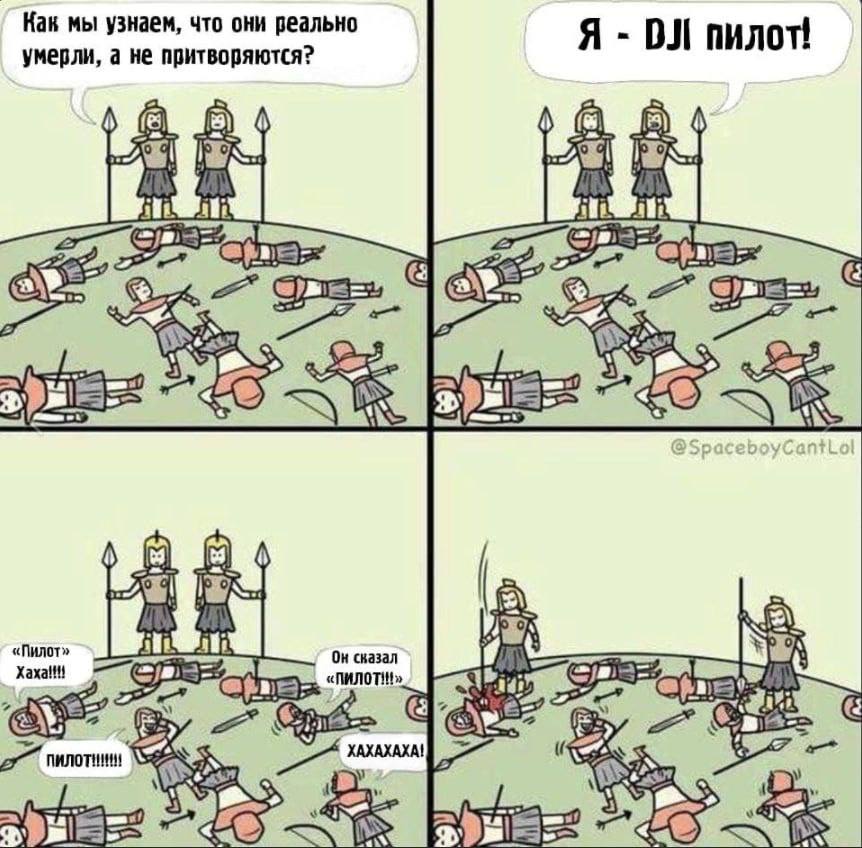 Как мы узнаем, что они реально
умерли, а не притворяются?
Я - DJI пилот!
@SpaceboyCantLol
«Пилот»
Хаха!!!!
Он сказал
«ПИЛОТ!!!»
ПИЛОТ!!!!!!!
ХАХАХАХА!